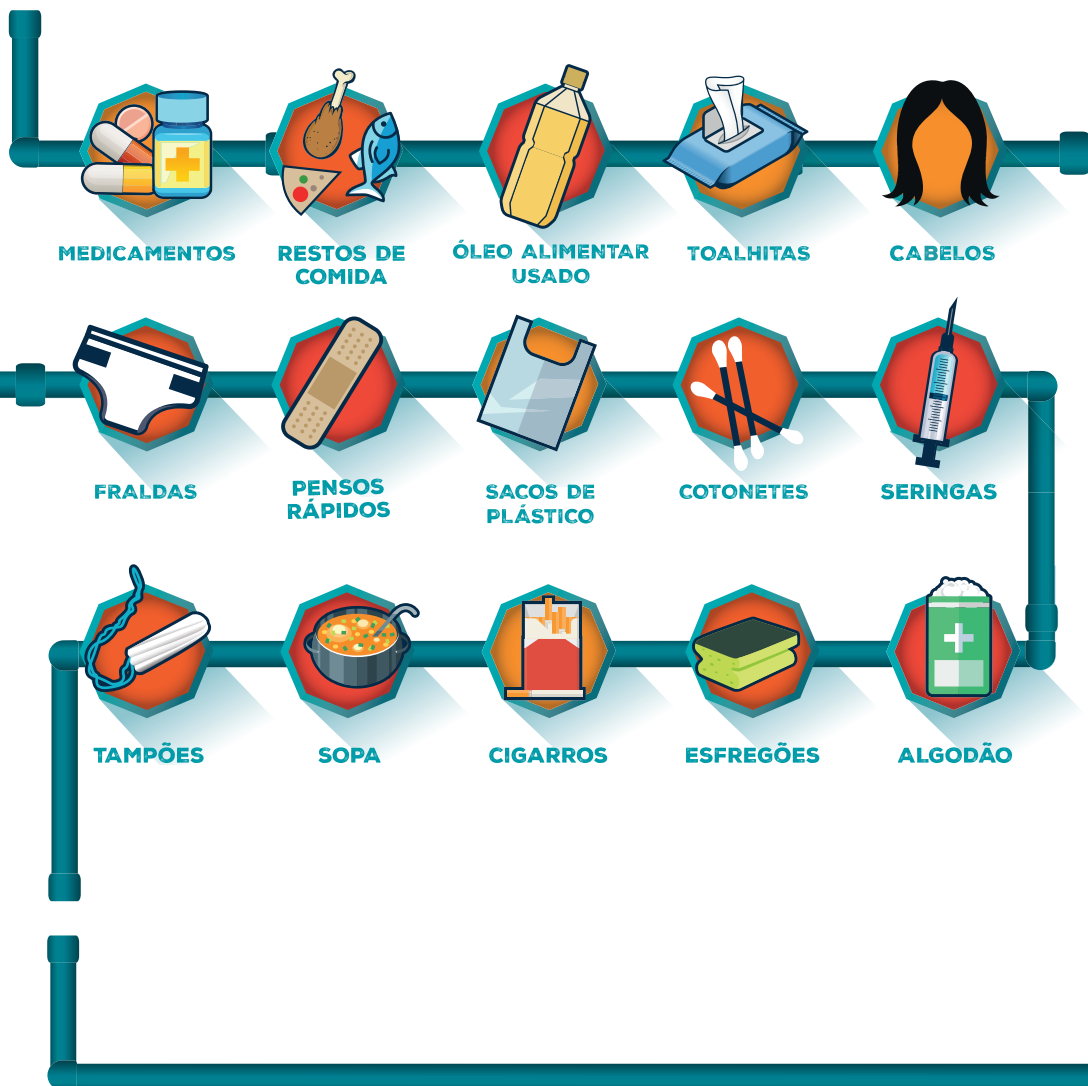 MEDICAMENTOS
RESTOS DE
COMIDA
ÓLEO ALIMENTAR
USADO
TOALHITAS
CABELOS
FRALDAS
PENSOS
RÁPIDOS
SACOS DE
PLÁSTICO
COTONETES
SERINGAS
TAMPÕES
SOPA
CIGARROS
ESFREGÕES
ALGODÃO